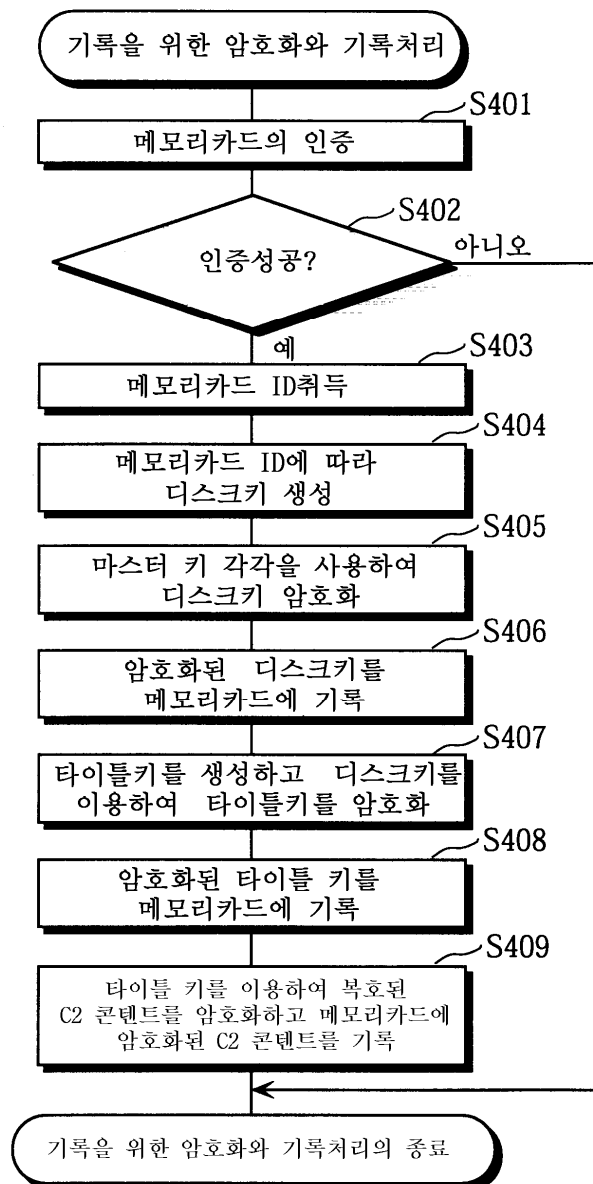 기록을 위한 암호화와 기록처리
S401
메모리카드의 인증
S402
인증성공?
아니오
예
S403
메모리카드 ID취득
S404
메모리카드 ID에 따라
디스크키 생성
S405
마스터 키 각각을 사용하여
디스크키 암호화
S406
암호화된 디스크키를
메모리카드에 기록
S407
타이틀키를 생성하고 디스크키를
이용하여 타이틀키를 암호화
S408
암호화된 타이틀 키를
메모리카드에 기록
S409
타이틀 키를 이용하여 복호된
C2 콘텐트를 암호화하고 메모리카드에
암호화된 C2 콘텐트를 기록
기록을 위한 암호화와 기록처리의 종료